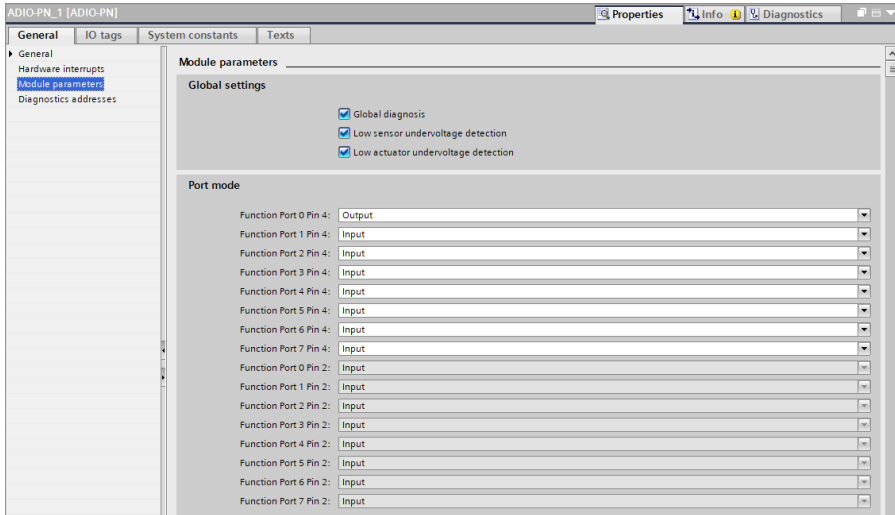 ADIO-PN_1 [ADIO-PN]
Properties Info Diagnostics
General IO tags System constants Texts
General
Hardware interrupts
Module parameters
Diagnostics addresses
Module parameters
Global settings
Global diagnosis
Low sensor undervoltage detection
Low actuator undervoltage detection
Port mode
Function Port 0 Pin 4: Output
Function Port 1 Pin 4: Input
Function Port 2 Pin 4: Input
Function Port 3 Pin 4: Input
Function Port 4 Pin 4: Input
Function Port 5 Pin 4: Input
Function Port 6 Pin 4: Input
Function Port 7 Pin 4: Input
Function Port 0 Pin 2: Input
Function Port 1 Pin 2: Input
Function Port 2 Pin 2: Input
Function Port 3 Pin 2: Input
Function Port 4 Pin 2: Input
Function Port 5 Pin 2: Input
Function Port 6 Pin 2: Input
Function Port 7 Pin 2: Input